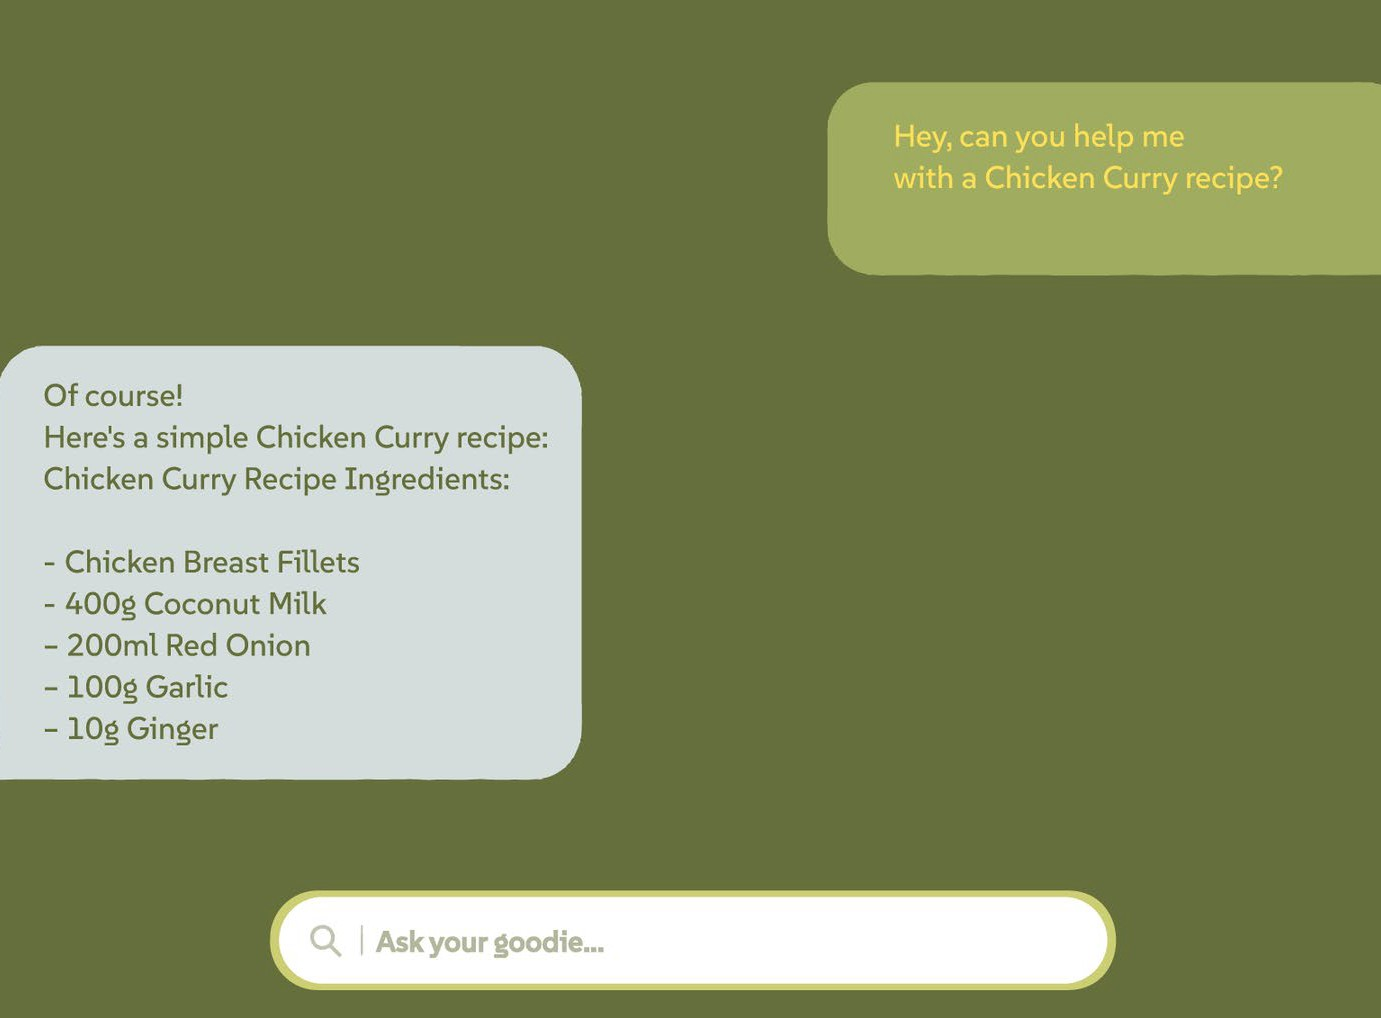 Hey, can you help me
with a Chicken Curry recipe?
Of course!
Here's a simple Chicken Curry recipe:
Chicken Curry Recipe Ingredients:
- Chicken Breast Fillets
- 400g Coconut Milk
– 200ml Red Onion
– 100g Garlic
– 10g Ginger
Ask your goodie...